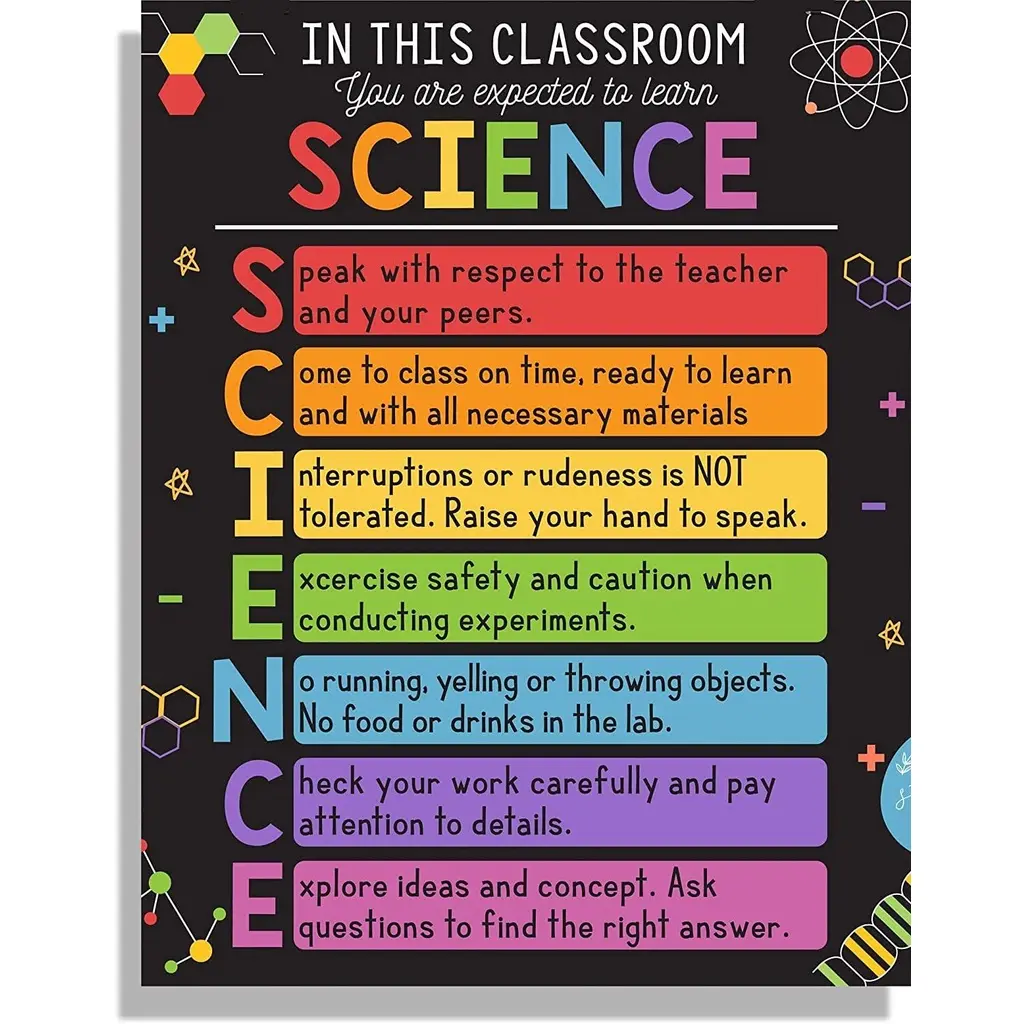 IN THIS CLASSROOM
You are expected to learn
SCIENCE
Speak with respect to the teacher
and your peers.
Come to class on time, ready to learn
and with all necessary materials
Interruptions or rudeness is NOT
tolerated. Raise your hand to speak.
Excercise safety and caution when
conducting experiments.
No running, yelling or throwing objects.
No food or drinks in the lab.
Check your work carefully and pay
attention to details.
Explore ideas and concept. Ask
questions to find the right answer.